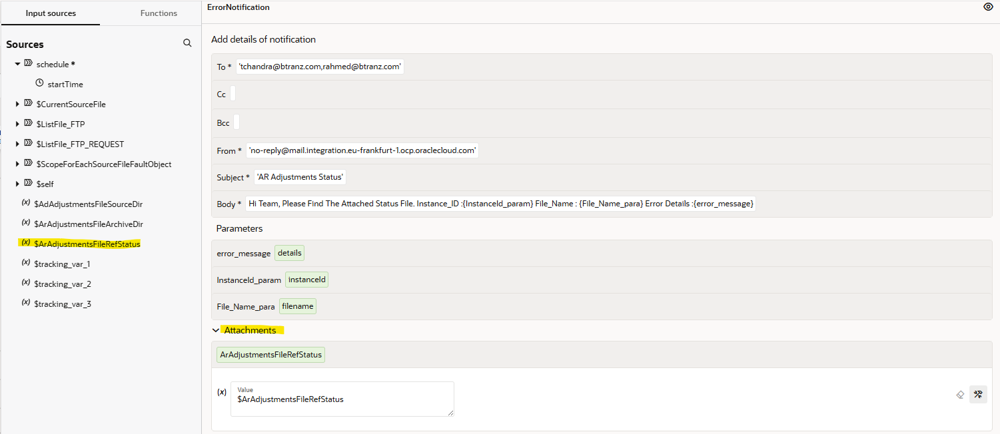 Input sources
Functions
Sources
schedule *
startTime
$CurrentSourceFile
$ListFile_FTP
$ListFile_FTP_REQUEST
$ScopeForEachSourceFileFaultObject
$self
(x) $AdAdjustmentsFileSourceDir
(x) $ArAdjustmentsFileArchiveDir
(x) $ArAdjustmentsFileRefStatus
(x) $tracking_var_1
(x) $tracking_var_2
(x) $tracking_var_3
ErrorNotification
Add details of notification
To * 'tchandra@btranz.com,rahmed@btranz.com'
Cc
Bcc
From * 'no-reply@mail.integration.eu-frankfurt-1.ocp.oraclecloud.com'
Subject * 'AR Adjustments Status'
Body * Hi Team, Please Find The Attached Status File. Instance_ID :{InstanceId_param} File_Name : {File_Name_para} Error Details :{error_message}
Parameters
error_message details
InstanceId_param instanceId
File_Name_para filename
Attachments
ArAdjustmentsFileRefStatus
Value
(x) $ArAdjustmentsFileRefStatus